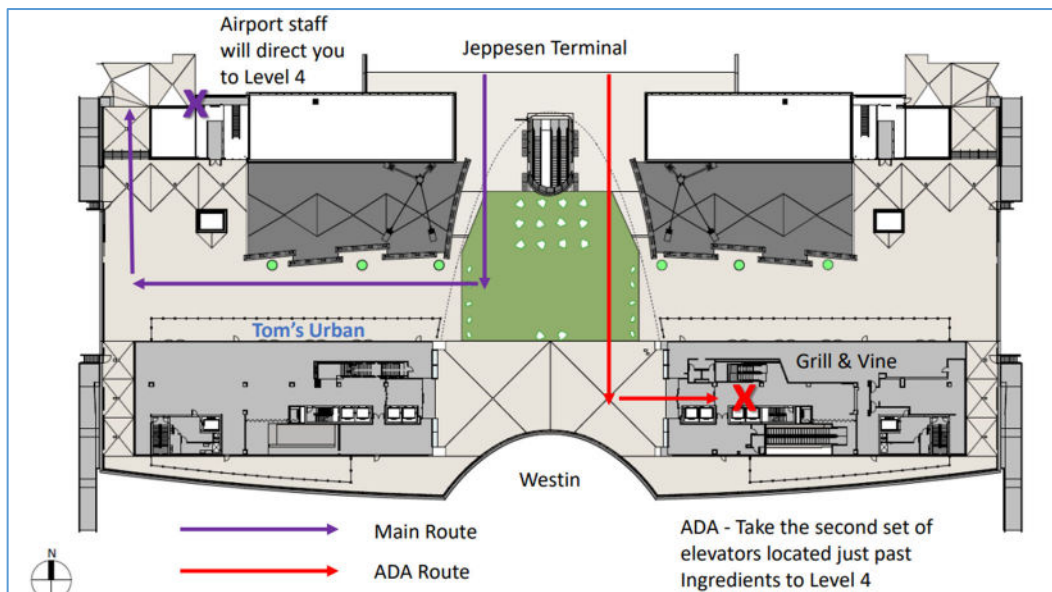 Airport staff
will direct you
to Level 4
Jeppesen Terminal
X
Tom's Urban
Grill & Vine
X
Westin
Main Route
ADA Route
ADA - Take the second set of
elevators located just past
Ingredients to Level 4
N